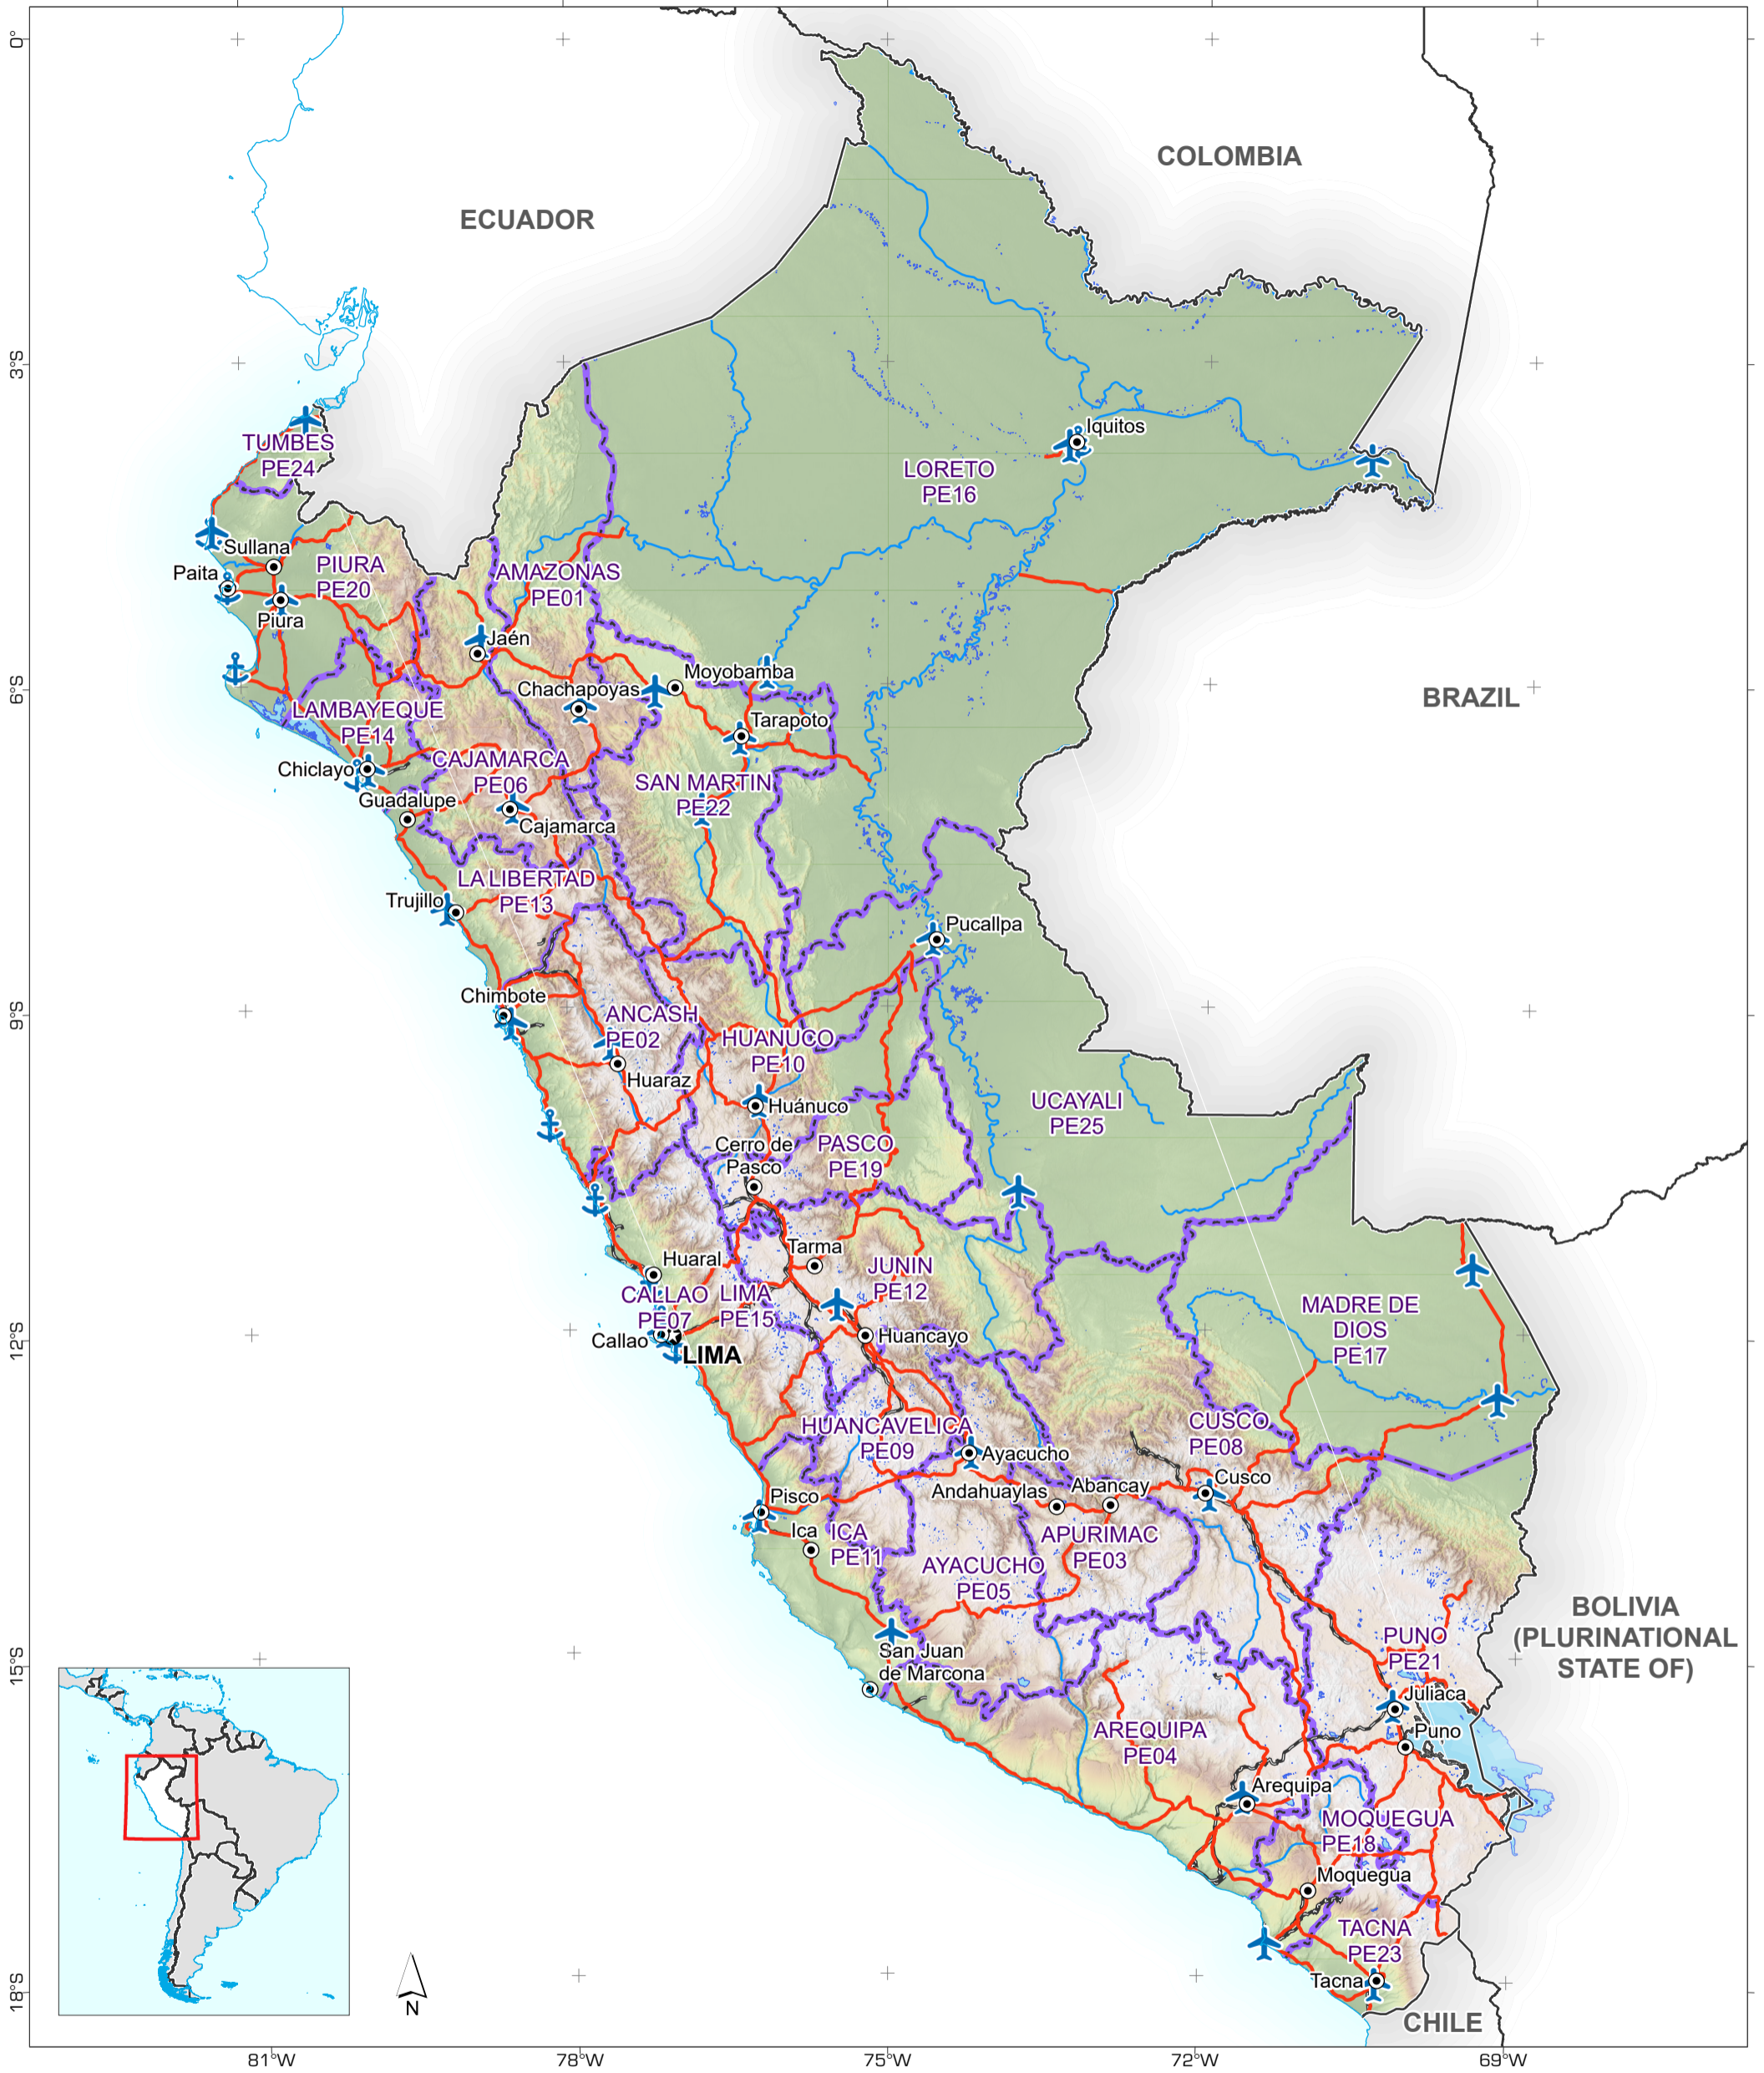 0°
COLOMBIA
ECUADOR
3°S
Iquitos
TUMBES
PE24
LORETO
PE16
Sullana
PIURA
PE20
Paita
AMAZONAS
PE01
Piura
Jaén
Moyobamba
6°S
Chachapoyas
BRAZIL
LAMBAYEQUE
PE14
Tarapoto
CAJAMARCA
PE06
Chiclayo
SAN MARTIN
PE22
Guadalupe
Cajamarca
LA LIBERTAD
PE13
Trujillo
Pucallpa
Chimbote
9°S
ANCASH
PE02
HUANUCO
PE10
Huaraz
Huánuco
UCAYALI
PE25
Cerro de
Pasco
PASCO
PE19
Tarma
Huaral
JUNIN
PE12
CALLAO
PE07
LIMA
PE15
MADRE DE
DIOS
PE17
12°S
Callao
LIMA
Huancayo
HUANCAVELICA
PE09
CUSCO
PE08
Ayacucho
Cusco
Andahuaylas
Abancay
Pisco
Ica
ICA
PE11
APURIMAC
PE03
AYACUCHO
PE05
BOLIVIA
(PLURINATIONAL
STATE OF)
San Juan
de Marcona
PUNO
PE21
15°S
Juliaca
Puno
AREQUIPA
PE04
Arequipa
MOQUEGUA
PE18
Moquegua
TACNA
PE23
Tacna
18°S
N
CHILE
81°W
78°W
75°W
72°W
69°W